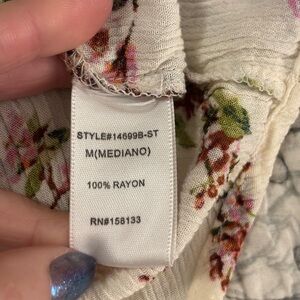 STYLE#14699B-ST
M(MEDIANO)
100% RAYON
RN#158133